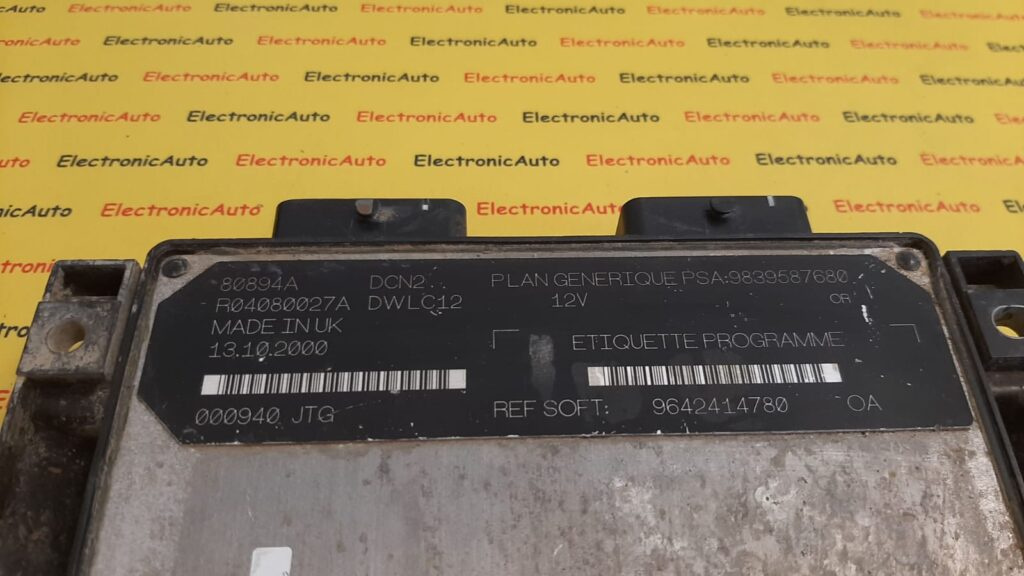 ElectronicAuto ElectronicAuto ElectronicAuto ElectronicAuto ElectronicAuto ElectronicAuto
ElectronicAuto ElectronicAuto ElectronicAuto ElectronicAuto ElectronicAuto ElectronicAuto
ElectronicAuto ElectronicAuto ElectronicAuto ElectronicAuto ElectronicAuto ElectronicAuto
ElectronicAuto ElectronicAuto ElectronicAuto ElectronicAuto ElectronicAuto ElectronicAuto
ElectronicAuto ElectronicAuto ElectronicAuto ElectronicAuto ElectronicAuto
ElectronicAuto ElectronicAuto ElectronicAuto
80894A DCN2 PLAN GENERIQUE PSA:9839587680
R04080027A DWLC12 12V OR
MADE IN UK
13.10.2000 ETIQUETTE PROGRAMME
000940 JTG REF SOFT: 9642414780 OA